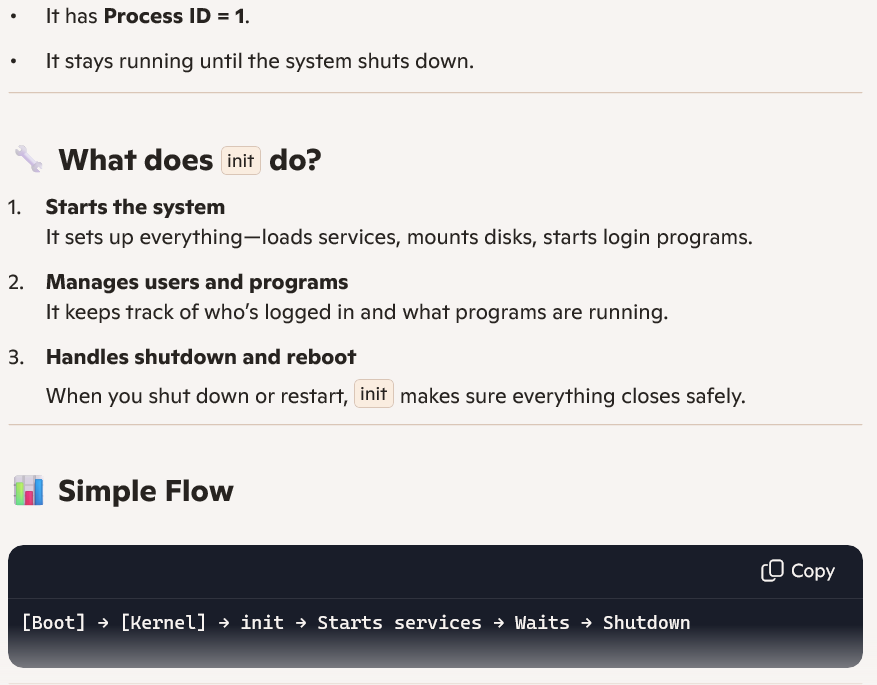 • It has Process ID = 1.
• It stays running until the system shuts down.
What does init do?
1. Starts the system
It sets up everything—loads services, mounts disks, starts login programs.
2. Manages users and programs
It keeps track of who’s logged in and what programs are running.
3. Handles shutdown and reboot
When you shut down or restart, init makes sure everything closes safely.
Simple Flow
Copy
[Boot] → [Kernel] → init → Starts services → Waits → Shutdown